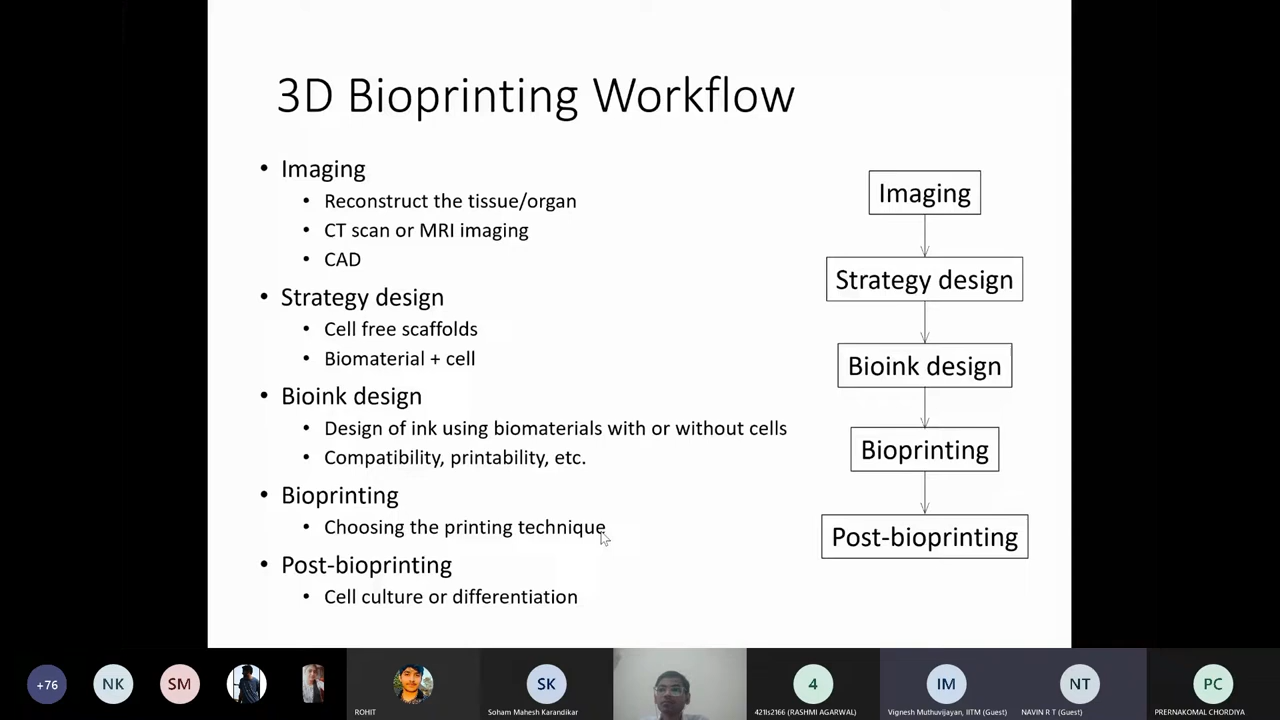 3D Bioprinting Workflow
• Imaging
• Reconstruct the tissue/organ
• CT scan or MRI imaging
• CAD
• Strategy design
• Cell free scaffolds
• Biomaterial + cell
• Bioink design
• Design of ink using biomaterials with or without cells
• Compatibility, printability, etc.
• Bioprinting
• Choosing the printing technique
• Post-bioprinting
• Cell culture or differentiation
Imaging
Strategy design
Bioink design
Bioprinting
Post-bioprinting
+76
NK
SM
ROHIT
SK
Soham Mahesh Karandikar
4
421ls2166 (RASHMI AGARWAL)
IM
Vignesh Muthuvijayan, IITM (Guest)
NT
NAVIN R T (Guest)
PC
PRERNAKOMAL CHORDIYA